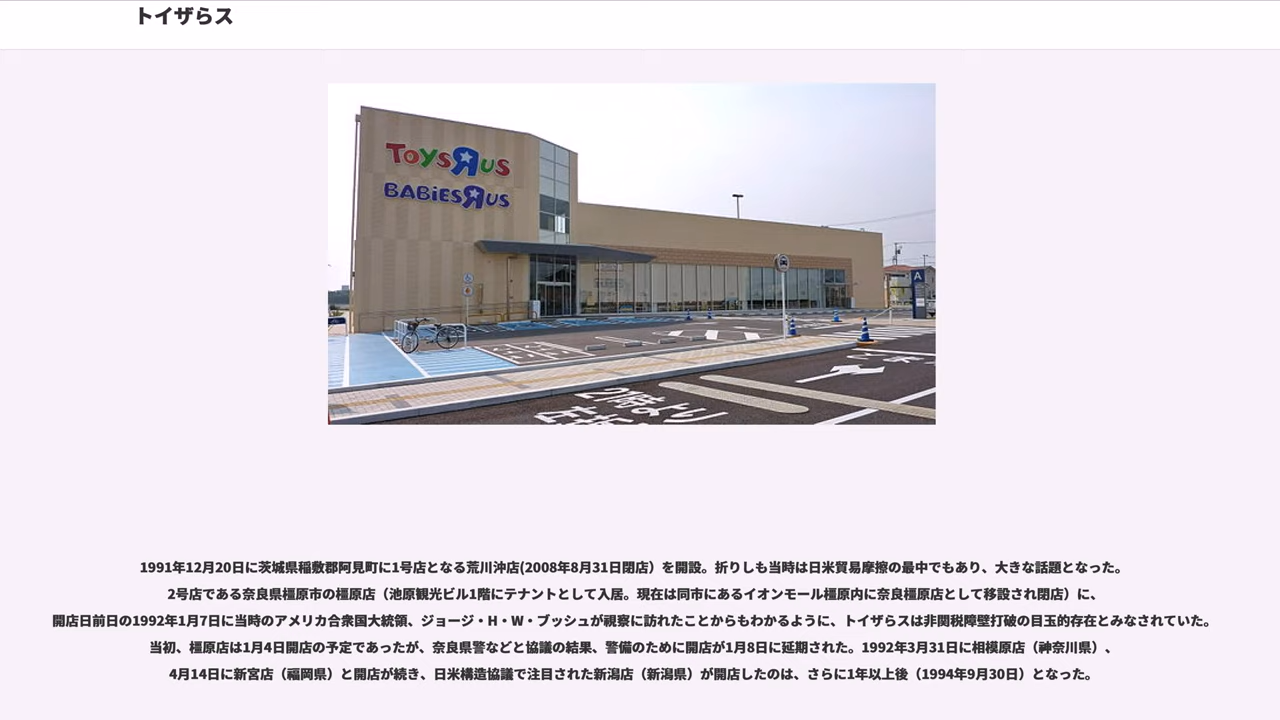 トイザらス
TOYSЯUS
BABIESЯUS
A
21時より
1991年12月20日に茨城県稲敷郡阿見町に1号店となる荒川沖店(2008年8月31日閉店）を開設。折りしも当時は日米貿易摩擦の最中でもあり、大きな話題となった。
2号店である奈良県橿原市の橿原店（池原観光ビル1階にテナントとして入居。現在は同市にあるイオンモール橿原内に奈良橿原店として移設され閉店）に、
開店日前日の1992年1月7日に当時のアメリカ合衆国大統領、ジョージ・H・W・ブッシュが視察に訪れたことからもわかるように、トイザらスは非関税障壁打破の目玉的存在とみなされていた。
当初、橿原店は1月4日開店の予定であったが、奈良県警などと協議の結果、警備のために開店が1月8日に延期された。1992年3月31日に相模原店（神奈川県）、
4月14日に新宮店（福岡県）と開店が続き、日米構造協議で注目された新潟店（新潟県）が開店したのは、さらに1年以上後（1994年9月30日）となった。